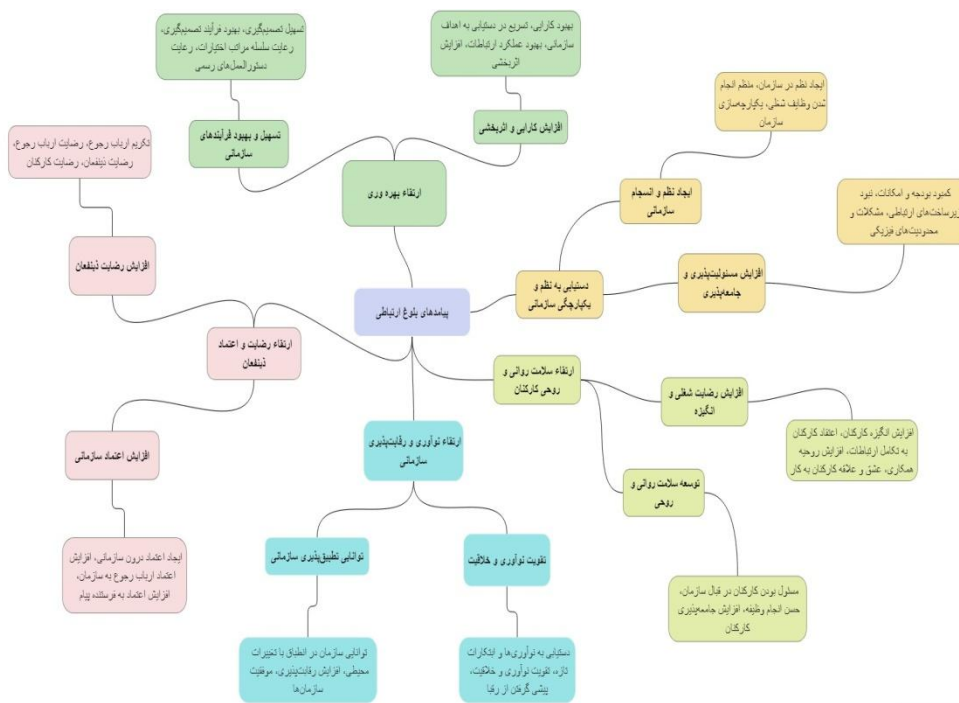 تسهیل تصمیم‌گیری، بهبود فرآیند تصمیم‌گیری،
رعایت سلسله مراتب اختیارات، رعایت
دستورالعمل‌های رسمی
بهبود کارایی، تسریع در دستیابی به اهداف
سازمانی، بهبود عملکرد ارتباطات، افزایش
اثربخشی
ایجاد نظم در سازمان، منظم انجام
شدن وظایف شغلی، یکپارچه‌سازی
سازمان
تکریم ارباب رجوع، رضایت ارباب رجوع،
رضایت ذینفعان، رضایت کارکنان
تسهیل و بهبود فرآیندهای
سازمانی
افزایش کارایی و اثربخشی
ارتقاء بهره وری
ایجاد نظم و انسجام
سازمانی
کمبود بودجه و امکانات، نبود
زیرساخت‌های ارتباطی، مشکلات و
محدودیت‌های فیزیکی
افزایش رضایت ذینفعان
دستیابی به نظم و
یکپارچگی سازمانی
افزایش مسئولیت‌پذیری و
جامعه‌پذیری
پیامدهای بلوغ ارتباطی
ارتقاء رضایت و اعتماد
ذینفعان
ارتقاء سلامت روانی و
روحی کارکنان
افزایش رضایت شغلی و
انگیزه
افزایش انگیزه کارکنان، اعتقاد کارکنان
به تکامل ارتباطات، افزایش روحیه
همکاری، عشق و علاقه کارکنان به کار
افزایش اعتماد سازمانی
ارتقاء نوآوری و رقابت‌پذیری
سازمانی
توسعه سلامت روانی و
روحی
ایجاد اعتماد درون سازمانی، افزایش
اعتماد ارباب رجوع به سازمان،
افزایش اعتماد به فرستنده پیام
توانایی تطبیق‌پذیری سازمانی
تقویت نوآوری و خلاقیت
مسئول بودن کارکنان در قبال سازمان،
حسن انجام وظیفه، افزایش جامعه‌پذیری
کارکنان
توانایی سازمان در انطباق با تغییرات
محیطی، افزایش رقابت‌پذیری، موفقیت
سازمان‌ها
دستیابی به نوآوری‌ها و ابتکارات
تازه، تقویت نوآوری و خلاقیت،
پیشی گرفتن از رقبا